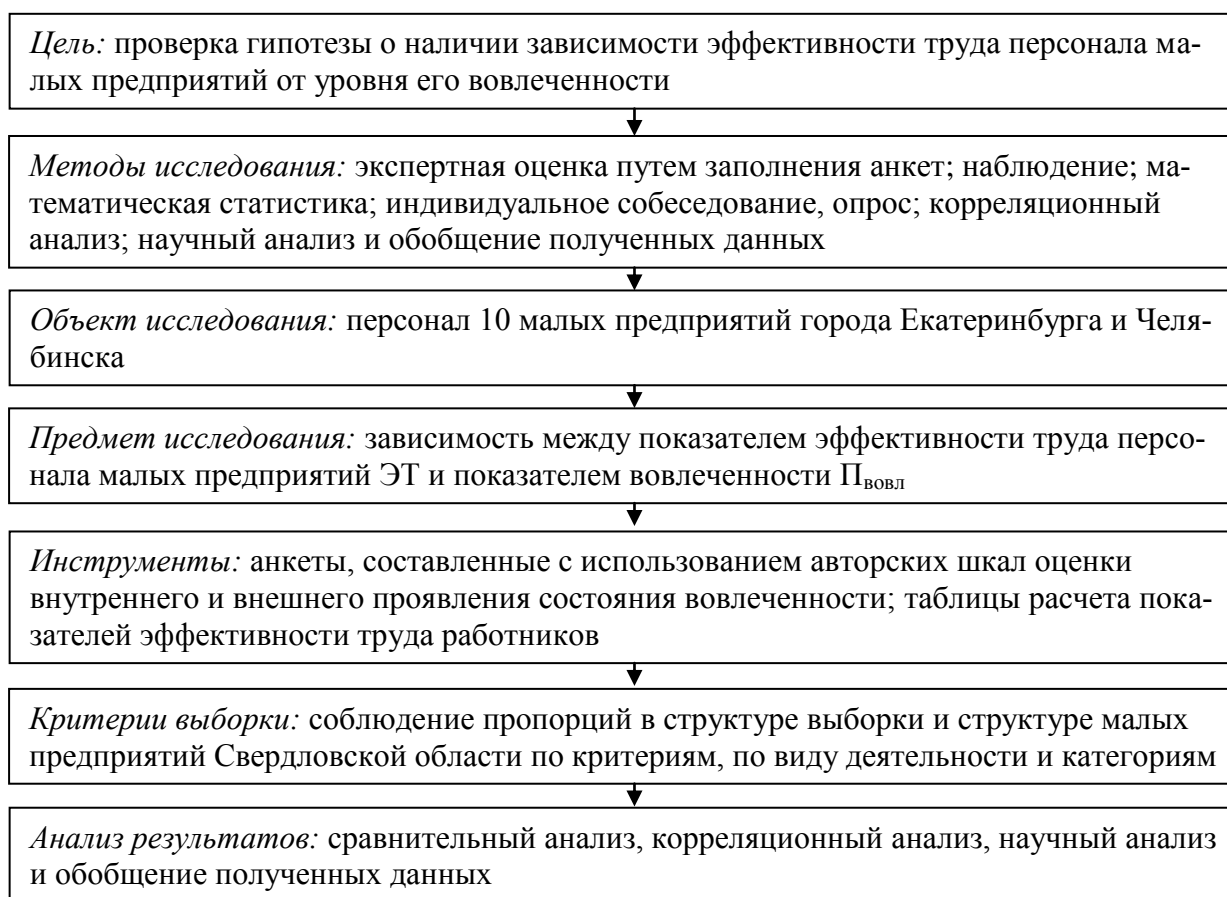 Цель: проверка гипотезы о наличии зависимости эффективности труда персонала ма-
лых предприятий от уровня его вовлеченности
Методы исследования: экспертная оценка путем заполнения анкет; наблюдение; ма-
тематическая статистика; индивидуальное собеседование, опрос; корреляционный
анализ; научный анализ и обобщение полученных данных
Объект исследования: персонал 10 малых предприятий города Екатеринбурга и Челя-
бинска
Предмет исследования: зависимость между показателем эффективности труда персо-
нала малых предприятий ЭТ и показателем вовлеченности Пвовл
Инструменты: анкеты, составленные с использованием авторских шкал оценки
внутреннего и внешнего проявления состояния вовлеченности; таблицы расчета пока-
зателей эффективности труда работников
Критерии выборки: соблюдение пропорций в структуре выборки и структуре малых
предприятий Свердловской области по критериям, по виду деятельности и категориям
Анализ результатов: сравнительный анализ, корреляционный анализ, научный анализ
и обобщение полученных данных